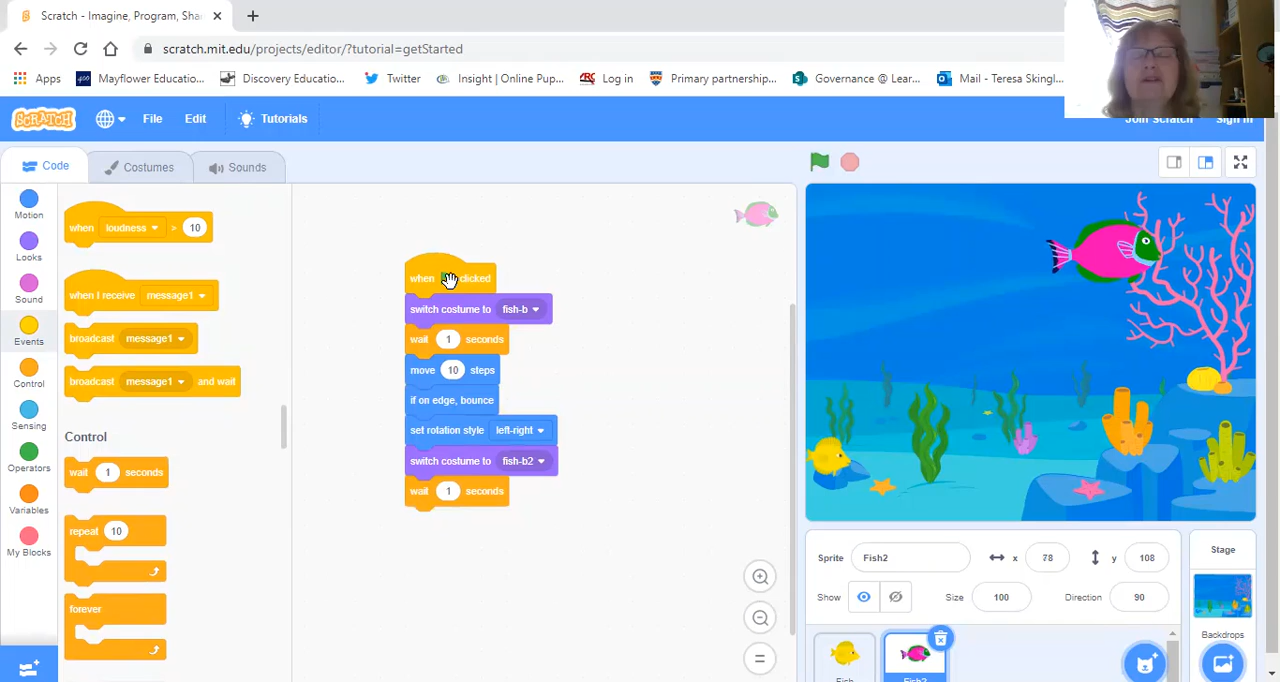 Scratch - Imagine, Program, Sha
scratch.mit.edu/projects/editor/?tutorial=getStarted
Apps
Mayflower Educatio...
Discovery Educatio...
Twitter
Insight | Online Pup...
Log in
Primary partnership...
Governance @ Lear...
Mail - Teresa Skingl...
SCRATCH
File
Edit
Tutorials
Join Scratch
Sign in
Code
Costumes
Sounds
Motion
Looks
Sound
Events
Control
Sensing
Operators
Variables
My Blocks
when loudness > 10
when I receive message1
broadcast message1
broadcast message1 and wait
Control
wait 1 seconds
repeat 10
forever
when clicked
switch costume to fish-b
wait 1 seconds
move 10 steps
if on edge, bounce
set rotation style left-right
switch costume to fish-b2
wait 1 seconds
Sprite Fish2 x 78 y 108
Show Size 100 Direction 90
Fish
Fish2
Stage
Backdrops